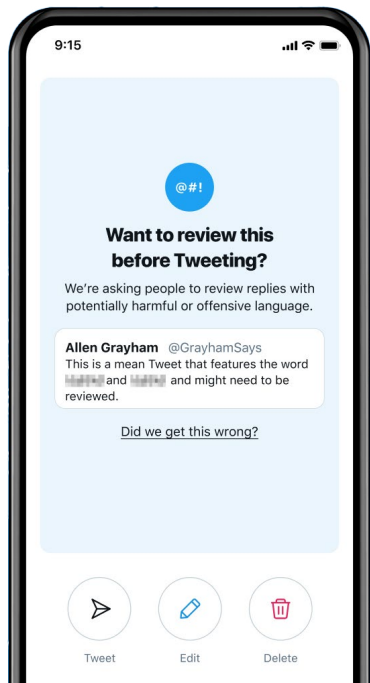 9:15
@#!
Want to review this
before Tweeting?
We’re asking people to review replies with
potentially harmful or offensive language.
Allen Grayham @GrayhamSays
This is a mean Tweet that features the word
and and might need to be
reviewed.
Did we get this wrong?
Tweet Edit Delete